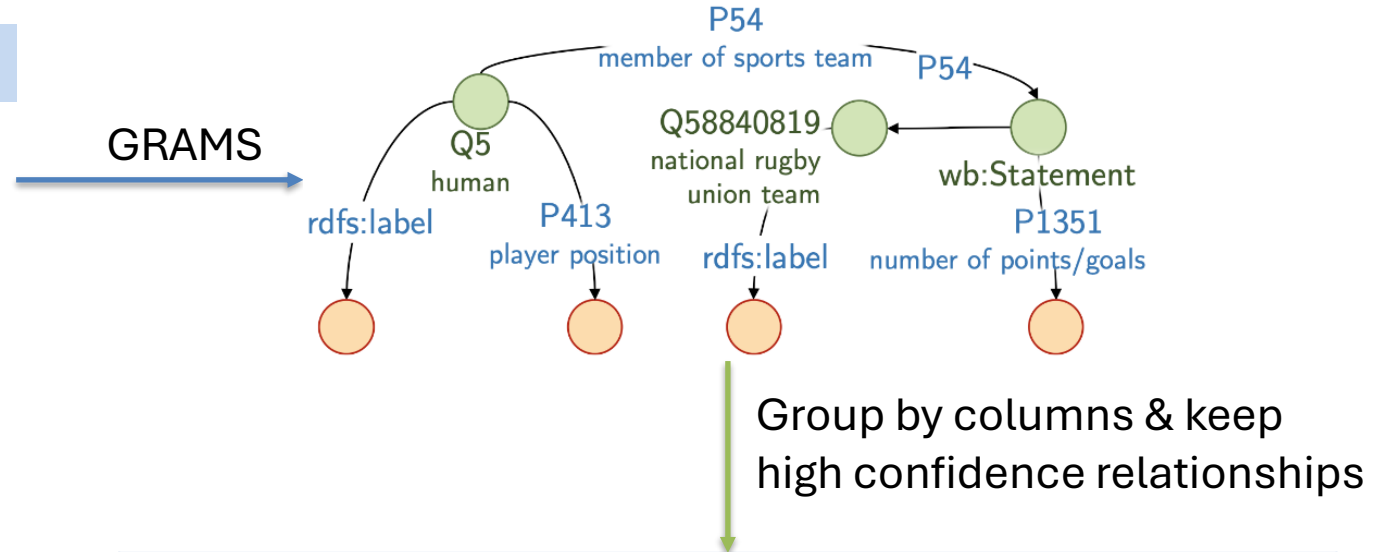 P54
member of sports team
P54
GRAMS
Q5
human
Q58840819
national rugby
union team
wb:Statement
rdfs:label
P413
player position
rdfs:label
P1351
number of points/goals
Group by columns & keep
high confidence relationships